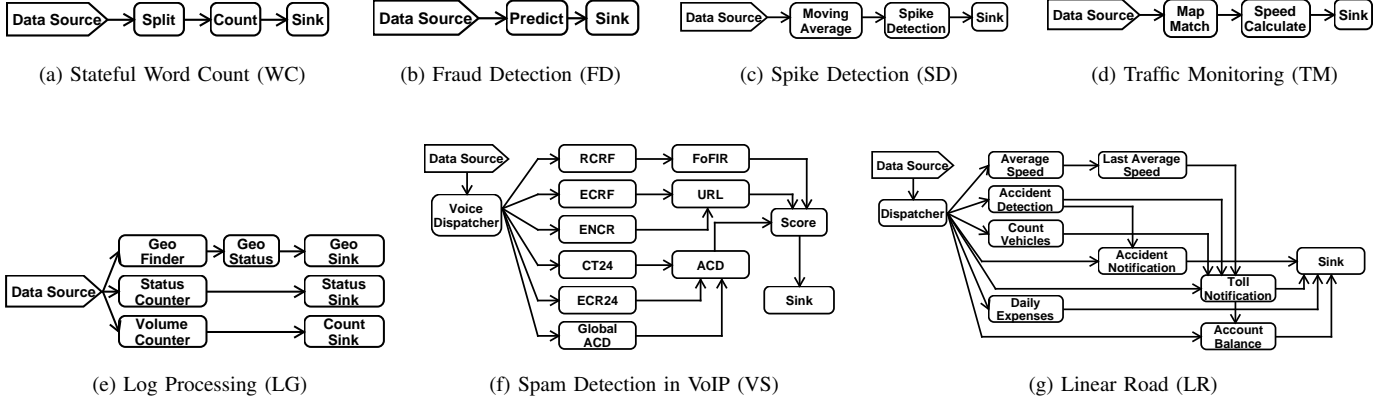 Data Source
Split
Count
Sink
(a) Stateful Word Count (WC)
Data Source
Predict
Sink
(b) Fraud Detection (FD)
Data Source
Moving
Average
Spike
Detection
Sink
(c) Spike Detection (SD)
Data Source
Map
Match
Speed
Calculate
Sink
(d) Traffic Monitoring (TM)
Data Source
Geo
Finder
Geo
Status
Geo
Sink
Status
Counter
Status
Sink
Volume
Counter
Count
Sink
(e) Log Processing (LG)
Data Source
Voice
Dispatcher
RCRF
FoFIR
ECRF
URL
ENCR
Score
CT24
ACD
ECR24
Sink
Global
ACD
(f) Spam Detection in VoIP (VS)
Data Source
Dispatcher
Average
Speed
Last Average
Speed
Accident
Detection
Count
Vehicles
Accident
Notification
Sink
Toll
Notification
Daily
Expenses
Account
Balance
(g) Linear Road (LR)